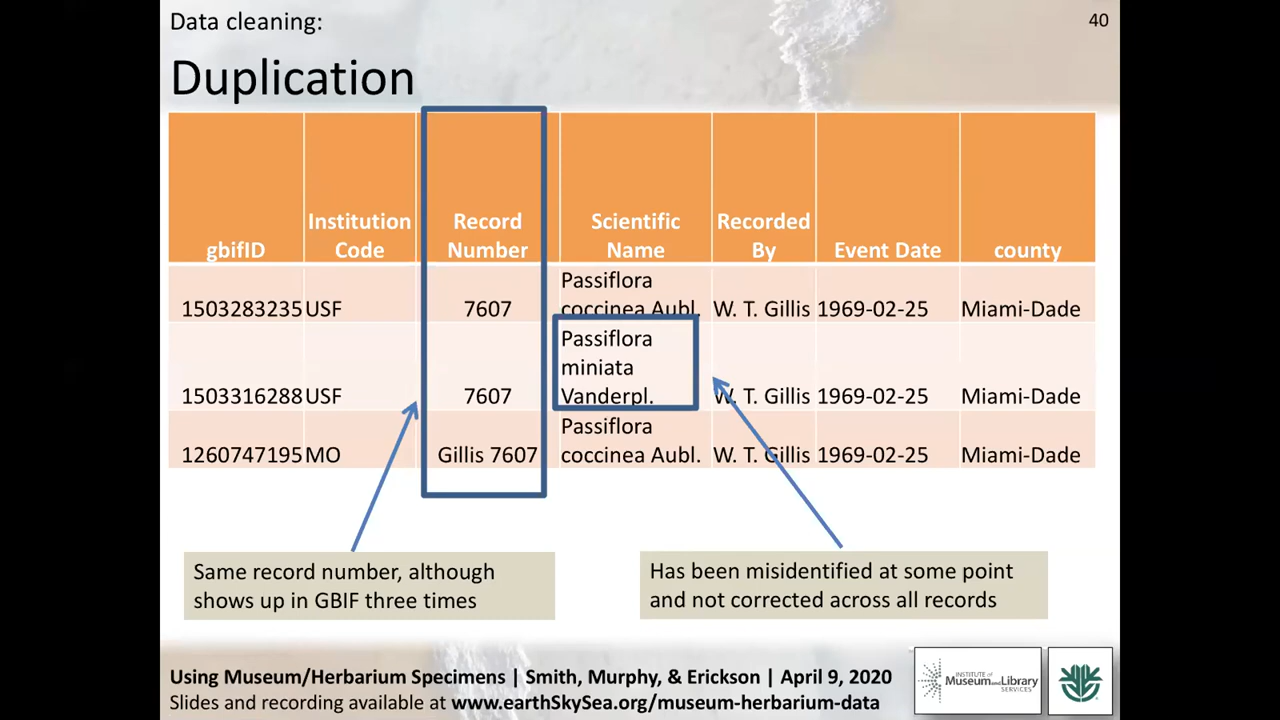 Data cleaning:
40
Duplication
gbifID Institution Code Record Number Scientific Name Recorded By Event Date county
1503283235 USF 7607 Passiflora coccinea Aubl. W. T. Gillis 1969-02-25 Miami-Dade
1503316288 USF 7607 Passiflora miniata Vanderpl. W. T. Gillis 1969-02-25 Miami-Dade
1260747195 MO Gillis 7607 Passiflora coccinea Aubl. W. T. Gillis 1969-02-25 Miami-Dade
Same record number, although
shows up in GBIF three times
Has been misidentified at some point
and not corrected across all records
Using Museum/Herbarium Specimens | Smith, Murphy, & Erickson | April 9, 2020
Slides and recording available at www.earthSkySea.org/museum-herbarium-data
INSTITUTE of
Museum and Library
SERVICES